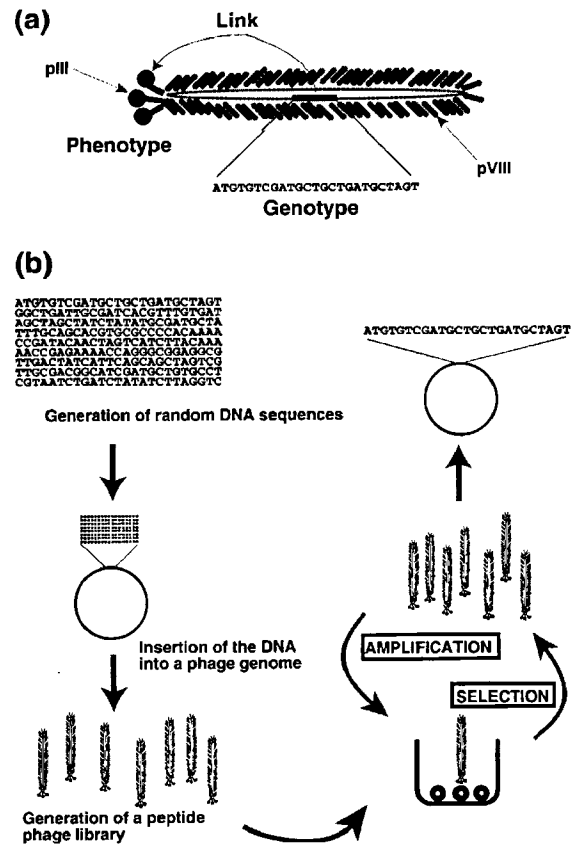 (a)
Link
pIII
Phenotype
pVIII
ATGTGTCGATGCTGCTGATGCTAGT
Genotype
(b)
ATGTGTCGATGCTGCTGATGCTAGT
GGCTGATTGCGATCACGTTTGTGAT
AGCTAGCTATCTATATGCGATGCTA
TTTGCAGCACGTGCGCCCCACAAAA
CCGATACAACTAGTCATCTTACAAA
AACCGAGAAAACCAGGGCGGAGGCG
TTGACTATCATTCAGCAGCTAGTCG
TTGCGACGGCATCGATGCTGTGCCT
CGTAATCTGATCTATATCTTAGGTC
Generation of random DNA sequences
ATGTGTCGATGCTGCTGATGCTAGT
Insertion of the DNA
into a phage genome
AMPLIFICATION
SELECTION
Generation of a peptide
phage library